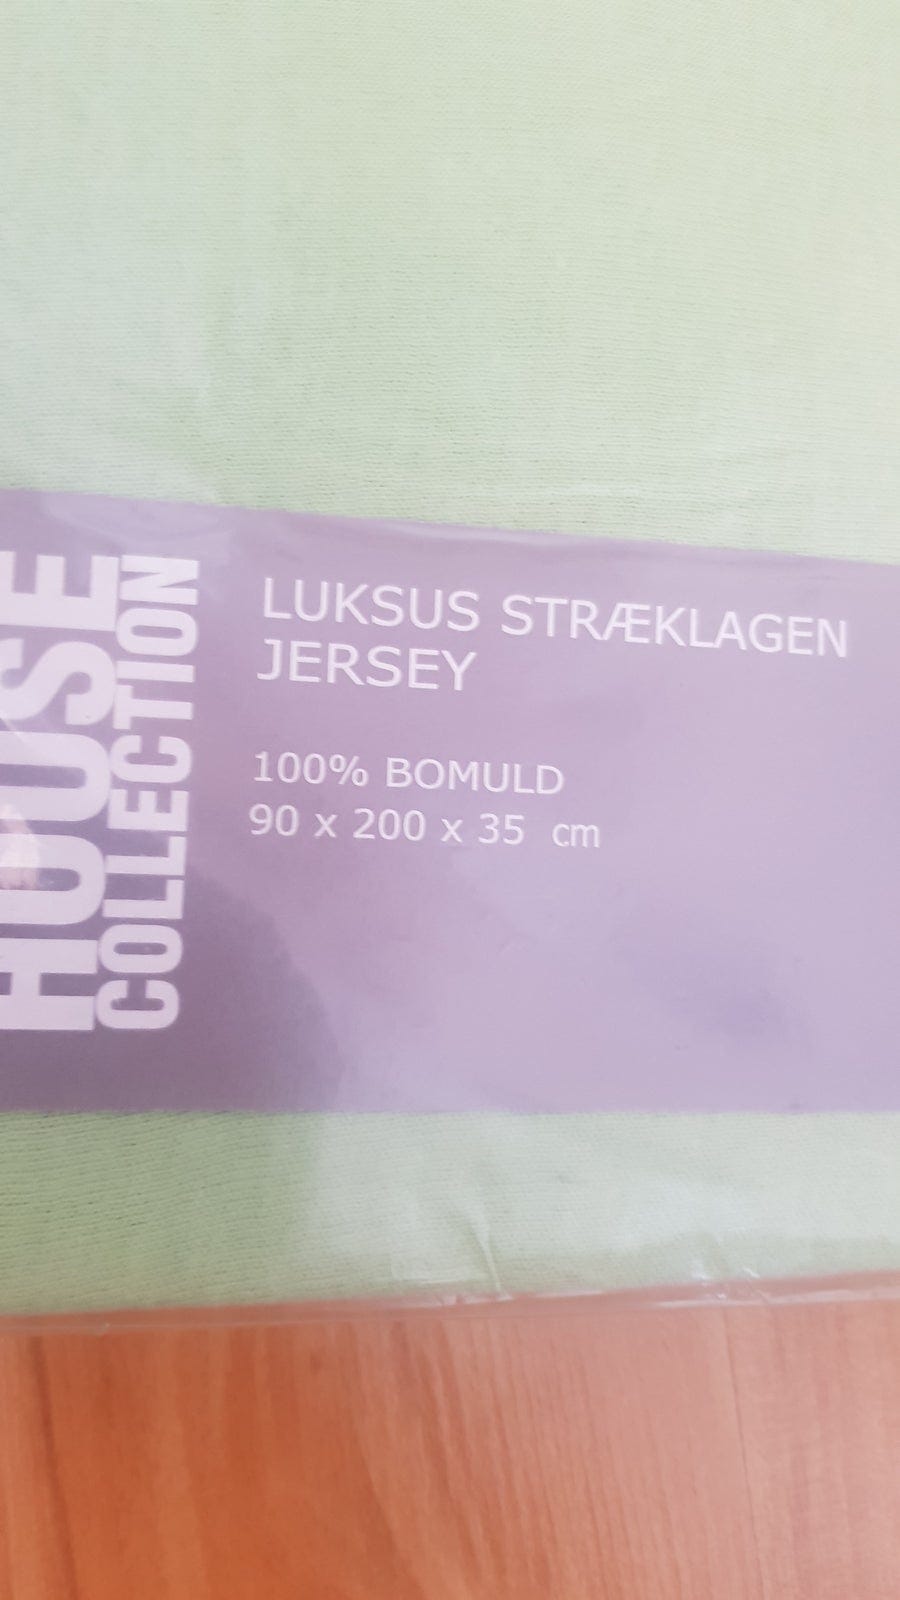 HOUSE
COLLECTION
LUKSUS STRÆKLAGEN
JERSEY
100% BOMULD
90 x 200 x 35 cm